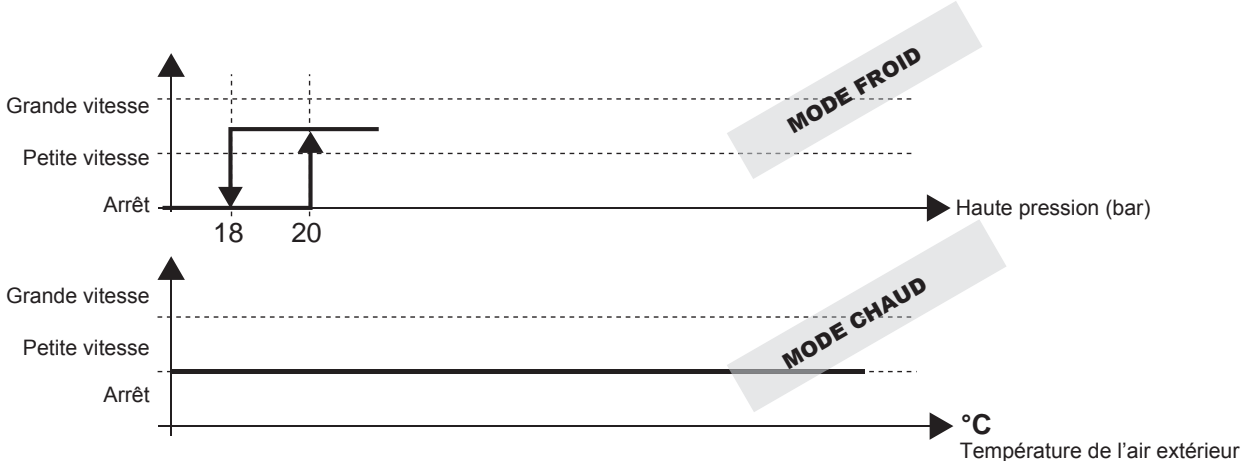 MODE FROID
Grande vitesse
Petite vitesse
Arrêt
18 20
Haute pression (bar)
MODE CHAUD
Grande vitesse
Petite vitesse
Arrêt
°C
Température de l'air extérieur